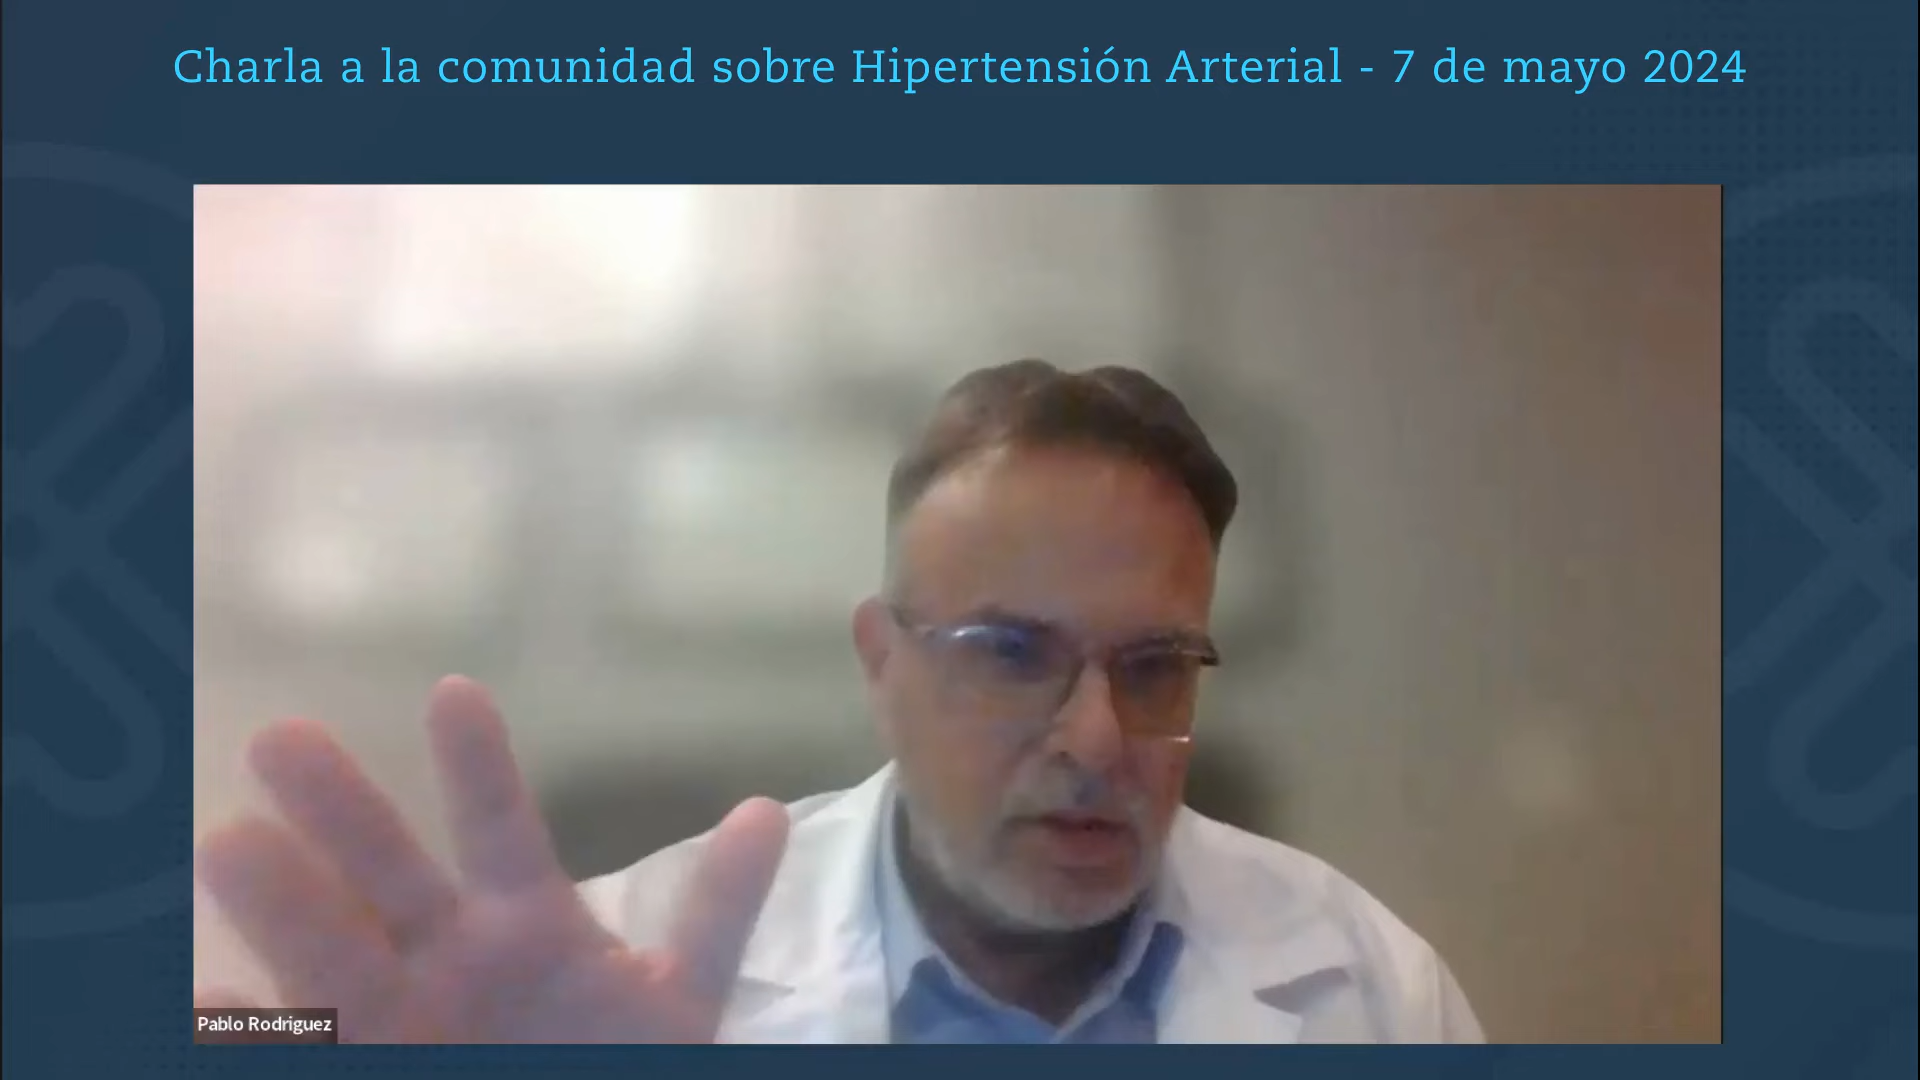 Charla a la comunidad sobre Hipertensión Arterial - 7 de mayo 2024
Pablo Rodriguez